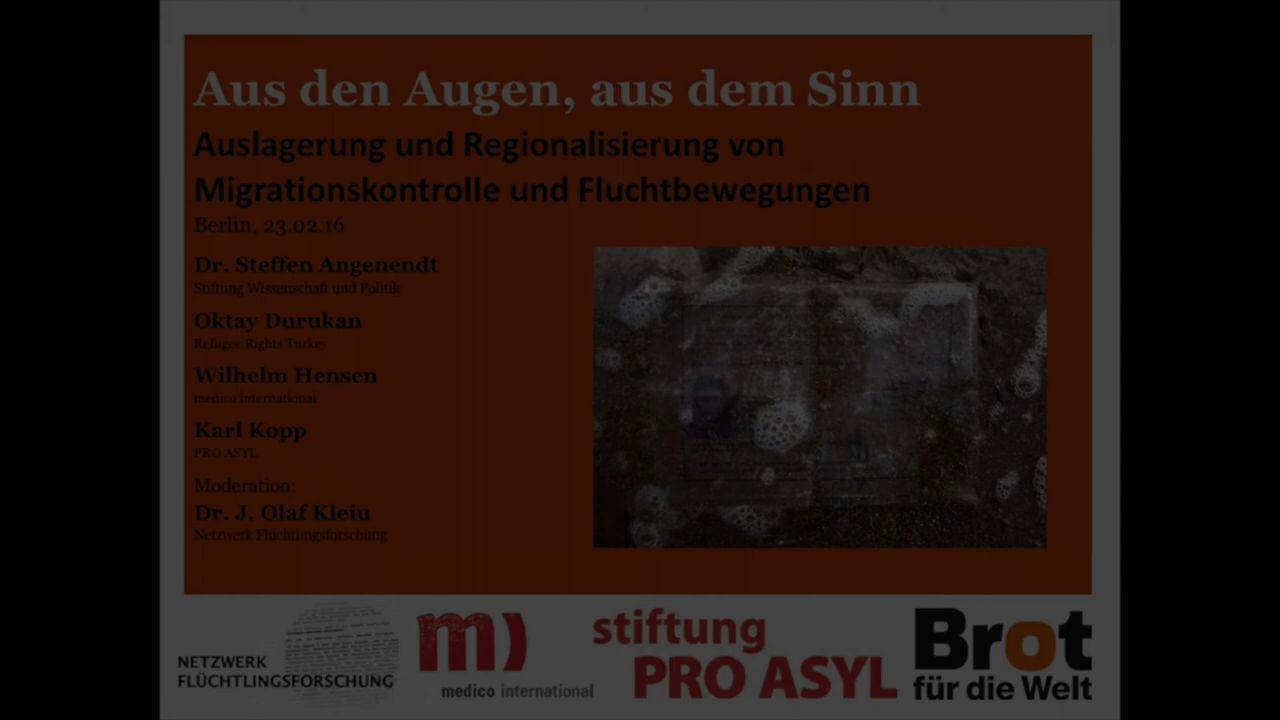 Aus den Augen, aus dem Sinn
Auslagerung und Regionalisierung von
Migrationskontrolle und Fluchtbewegungen
Berlin, 23.02.16
Dr. Steffen Angenendt
Stiftung Wissenschaft und Politik
Oktay Durukan
Refugee Rights Turkey
Wilhelm Hensen
medico international
Karl Kopp
PRO ASYL
Moderation:
Dr. J. Olaf Kleiu
Netzwerk Flüchtlingsforschung
NETZWERK
FLÜCHTLINGSFORSCHUNG
m)
medico international
stiftung
PRO ASYL
Brot
für die Welt